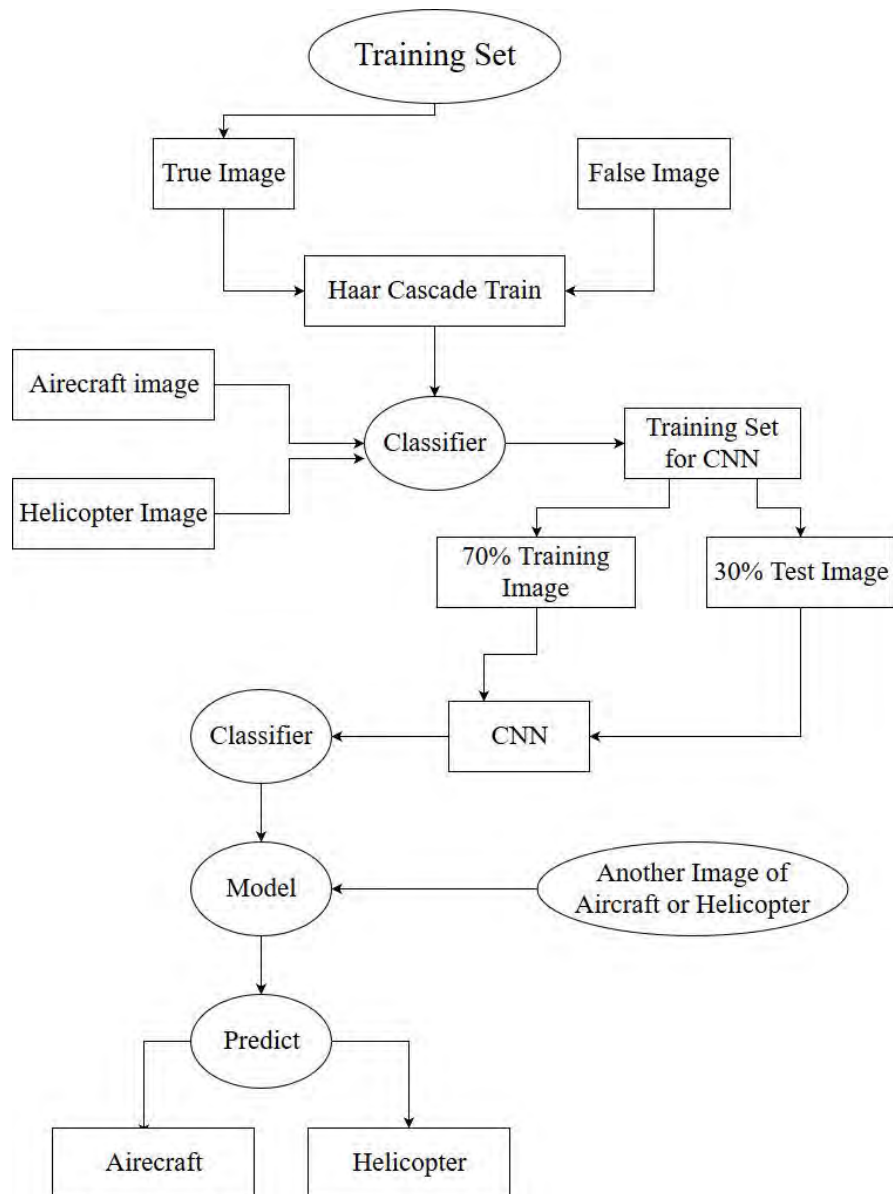 Training Set
True Image
False Image
Haar Cascade Train
Airecraft image
Classifier
Training Set
for CNN
Helicopter Image
70% Training
Image
30% Test Image
Classifier
CNN
Model
Another Image of
Aircraft or Helicopter
Predict
Airecraft
Helicopter